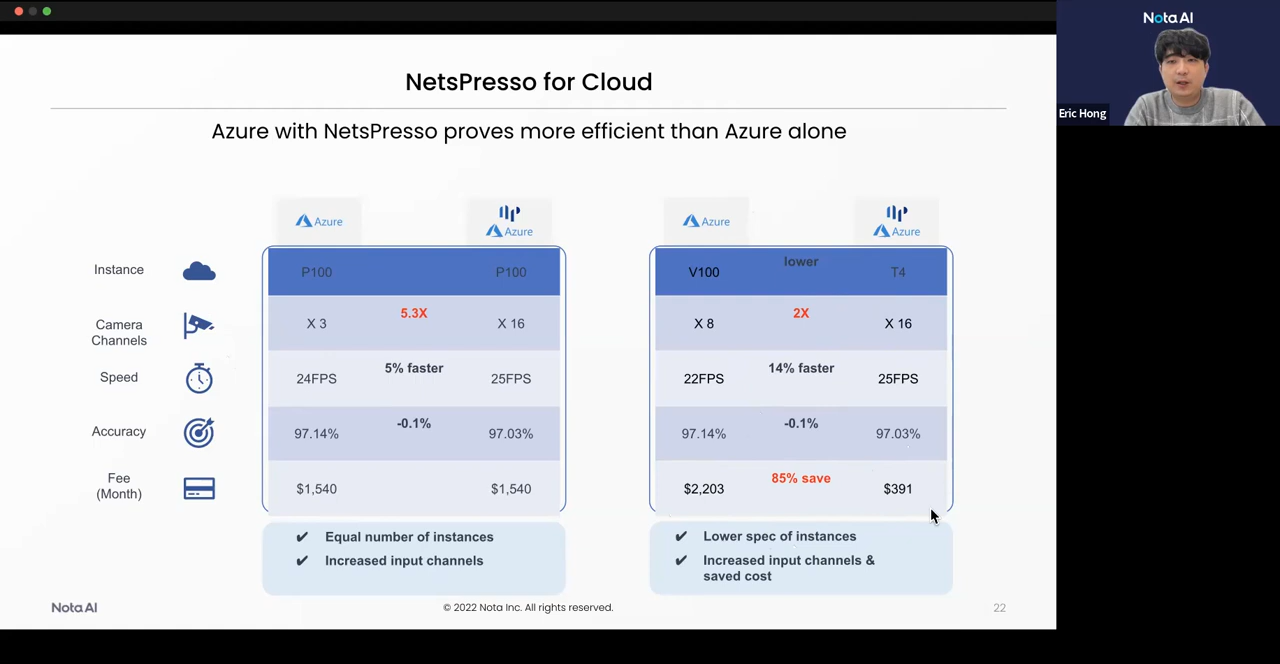 Nota AI
Eric Hong
NetsPresso for Cloud
Azure with NetsPresso proves more efficient than Azure alone
Azure
Azure
Azure
Azure
Instance
P100
P100
V100
lower
T4
Camera
Channels
X 3
5.3X
X 16
X 8
2X
X 16
Speed
24FPS
5% faster
25FPS
22FPS
14% faster
25FPS
Accuracy
97.14%
-0.1%
97.03%
97.14%
-0.1%
97.03%
Fee
(Month)
$1,540
$1,540
$2,203
85% save
$391
✔ Equal number of instances
✔ Increased input channels
✔ Lower spec of instances
✔ Increased input channels &
saved cost
Nota AI
© 2022 Nota Inc. All rights reserved.
22